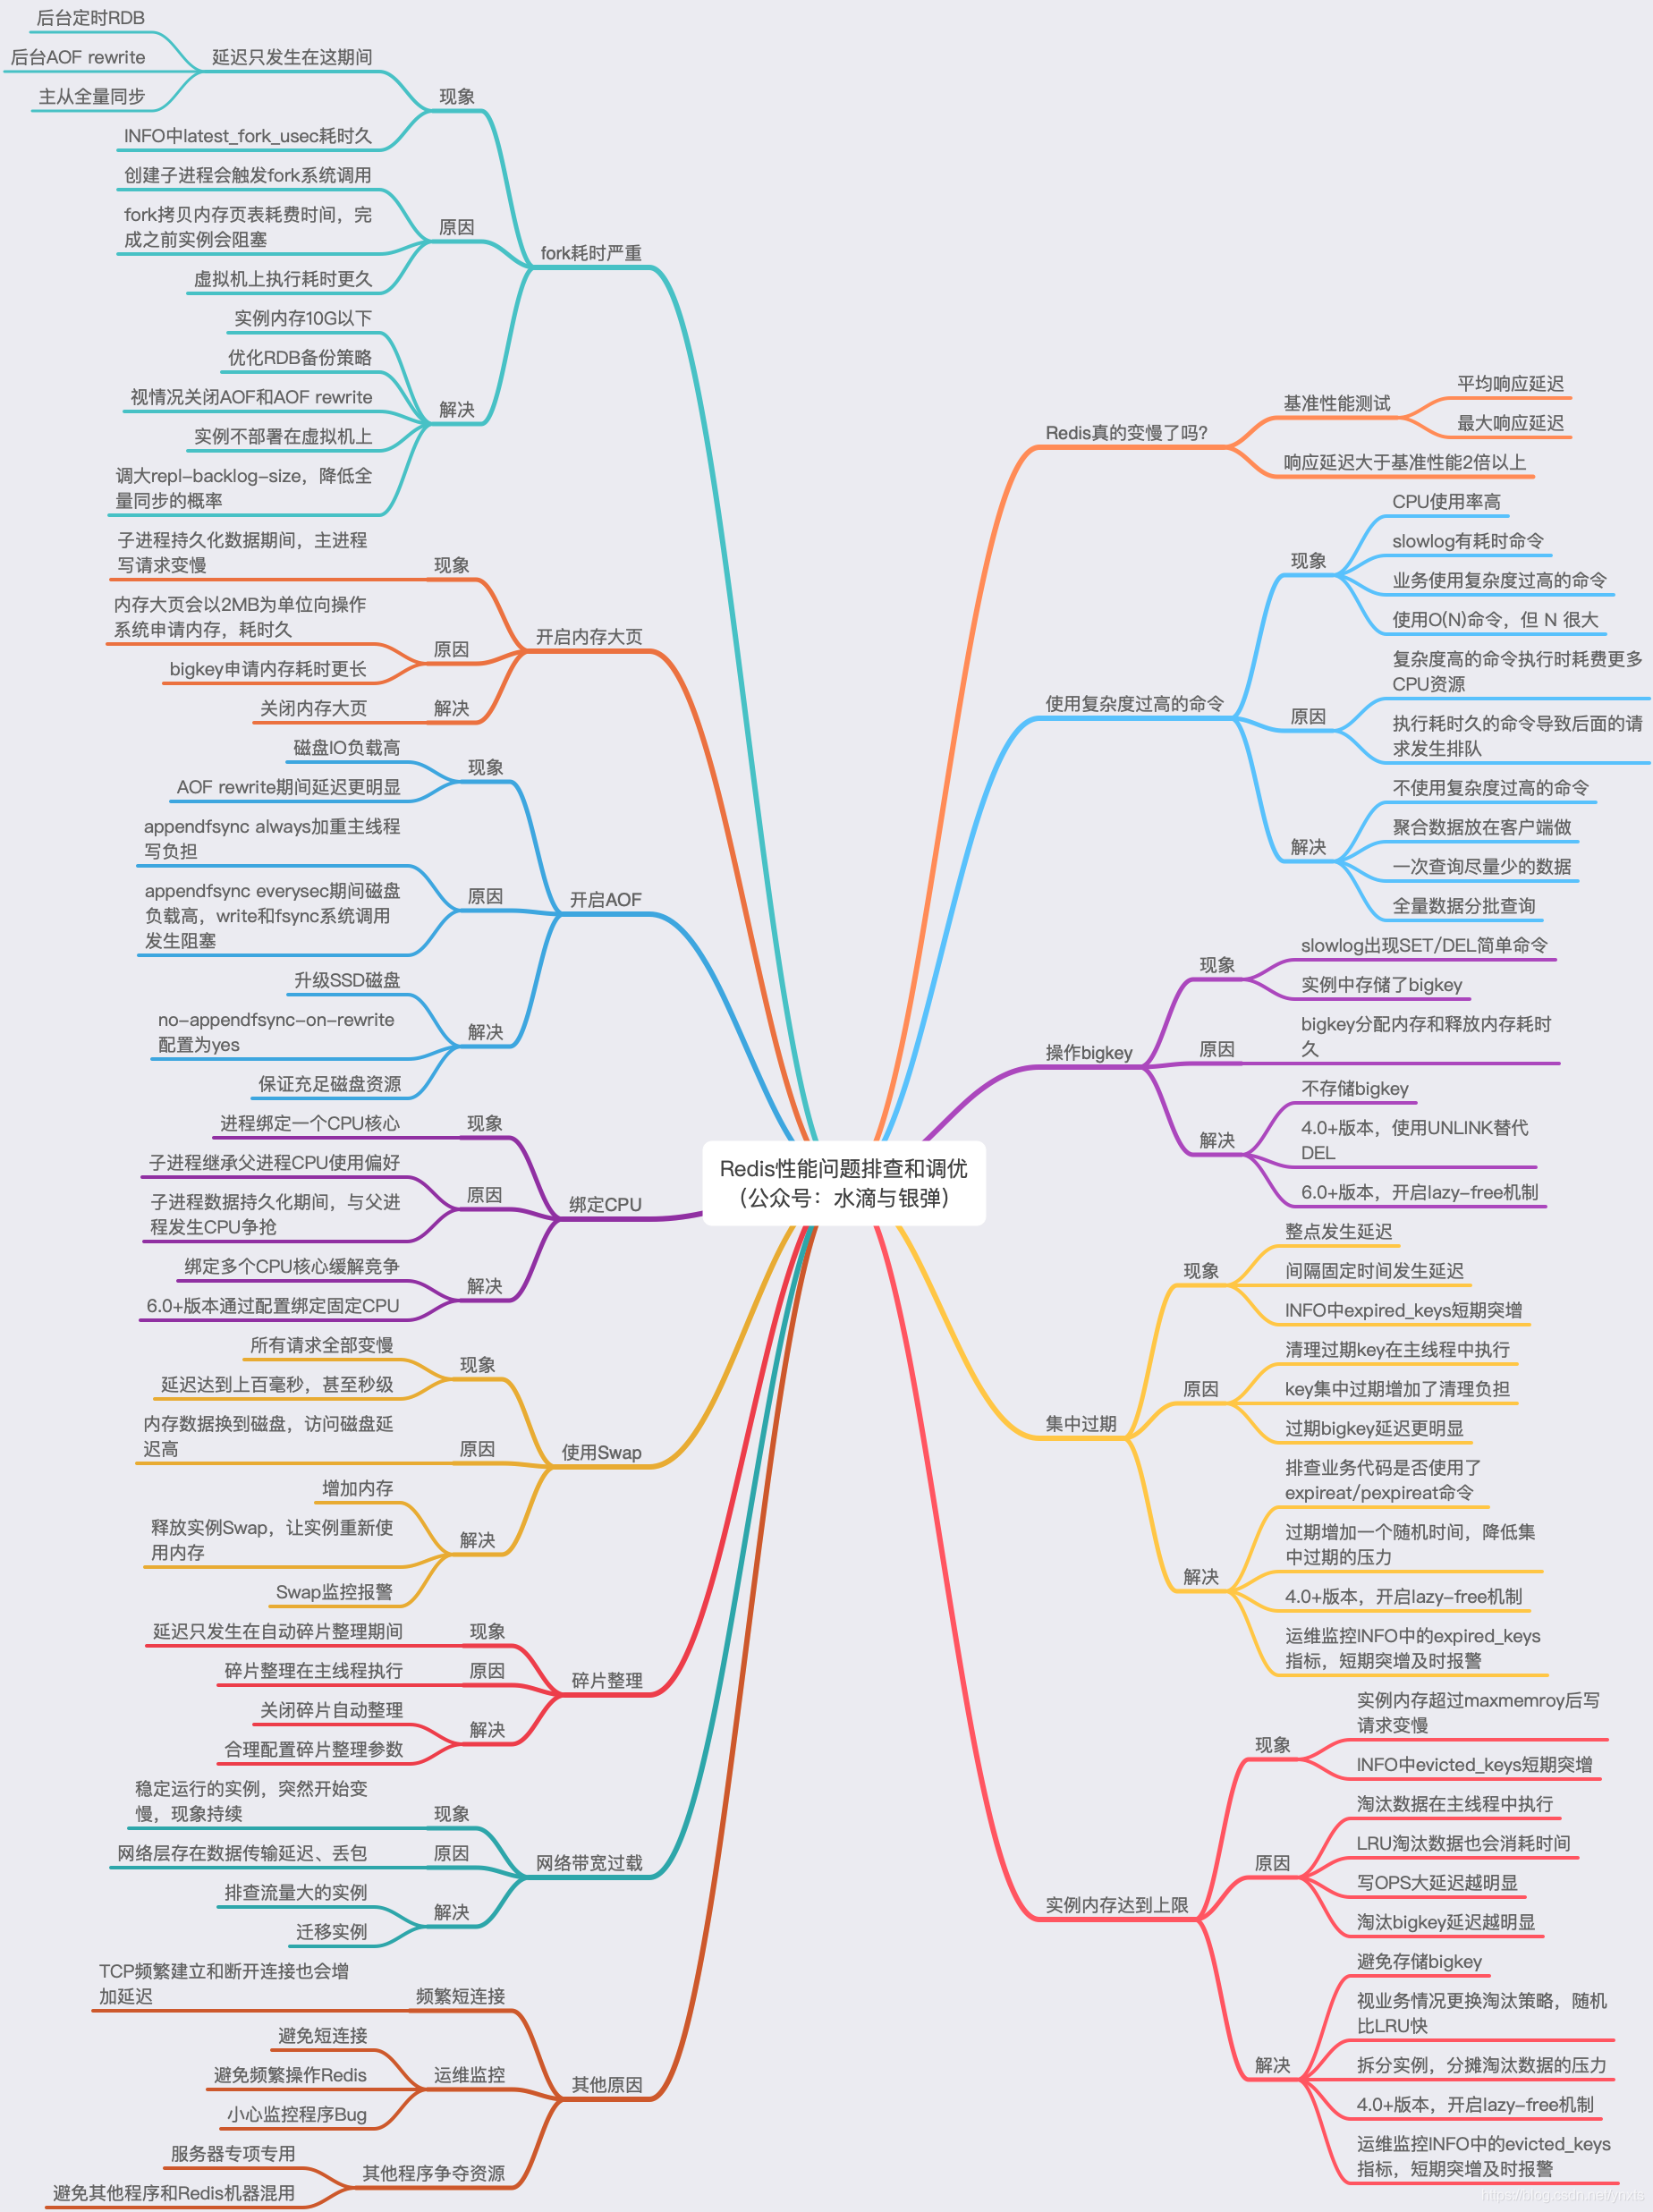 Redis性能问题排查和调优
（公众号：水滴与银弹）
Redis真的变慢了吗？
基准性能测试
平均响应延迟
最大响应延迟
响应延迟大于基准性能2倍以上
使用复杂度过高的命令
现象
CPU使用率高
slowlog有耗时命令
业务使用复杂度过高的命令
使用O(N)命令，但 N 很大
原因
复杂度高的命令执行时耗费更多
CPU资源
执行耗时久的命令导致后面的请
求发生排队
解决
不使用复杂度过高的命令
聚合数据放在客户端做
一次查询尽量少的数据
全量数据分批查询
操作bigkey
现象
slowlog出现SET/DEL简单命令
实例中存储了bigkey
原因
bigkey分配内存和释放内存耗时
久
解决
不存储bigkey
4.0+版本，使用UNLINK替代
DEL
6.0+版本，开启lazy-free机制
集中过期
现象
整点发生延迟
间隔固定时间发生延迟
INFO中expired_keys短期突增
原因
清理过期key在主线程中执行
key集中过期增加了清理负担
过期bigkey延迟更明显
解决
排查业务代码是否使用了
expireat/pexpireat命令
过期增加一个随机时间，降低集
中过期的压力
4.0+版本，开启lazy-free机制
运维监控INFO中的expired_keys
指标，短期突增及时报警
实例内存达到上限
现象
实例内存超过maxmemroy后写
请求变慢
INFO中evicted_keys短期突增
原因
淘汰数据在主线程中执行
LRU淘汰数据也会消耗时间
写OPS大延迟越明显
淘汰bigkey延迟越明显
解决
避免存储bigkey
视业务情况更换淘汰策略，随机
比LRU快
拆分实例，分摊淘汰数据的压力
4.0+版本，开启lazy-free机制
运维监控INFO中的evicted_keys
指标，短期突增及时报警
fork耗时严重
现象
延迟只发生在这期间
后台定时RDB
后台AOF rewrite
主从全量同步
INFO中latest_fork_usec耗时久
原因
创建子进程会触发fork系统调用
fork拷贝内存页表耗费时间，完
成之前实例会阻塞
虚拟机上执行耗时更久
解决
实例内存10G以下
优化RDB备份策略
视情况关闭AOF和AOF rewrite
实例不部署在虚拟机上
调大repl-backlog-size，降低全
量同步的概率
开启内存大页
现象
子进程持久化数据期间，主进程
写请求变慢
原因
内存大页会以2MB为单位向操作
系统申请内存，耗时久
bigkey申请内存耗时更长
解决
关闭内存大页
开启AOF
现象
磁盘IO负载高
AOF rewrite期间延迟更明显
原因
appendfsync always加重主线程
写负担
appendfsync everysec期间磁盘
负载高，write和fsync系统调用
发生阻塞
解决
升级SSD磁盘
no-appendfsync-on-rewrite
配置为yes
保证充足磁盘资源
绑定CPU
现象
进程绑定一个CPU核心
原因
子进程继承父进程CPU使用偏好
子进程数据持久化期间，与父进
程发生CPU争抢
解决
绑定多个CPU核心缓解竞争
6.0+版本通过配置绑定固定CPU
使用Swap
现象
所有请求全部变慢
延迟达到上百毫秒，甚至秒级
原因
内存数据换到磁盘，访问磁盘延
迟高
解决
增加内存
释放实例Swap，让实例重新使
用内存
Swap监控报警
碎片整理
现象
延迟只发生在自动碎片整理期间
原因
碎片整理在主线程执行
解决
关闭碎片自动整理
合理配置碎片整理参数
网络带宽过载
现象
稳定运行的实例，突然开始变
慢，现象持续
原因
网络层存在数据传输延迟、丢包
解决
排查流量大的实例
迁移实例
其他原因
频繁短连接
TCP频繁建立和断开连接也会增
加延迟
运维监控
避免短连接
避免频繁操作Redis
小心监控程序Bug
其他程序争夺资源
服务器专项专用
避免其他程序和Redis机器混用
https://blog.csdn.net/ynxts